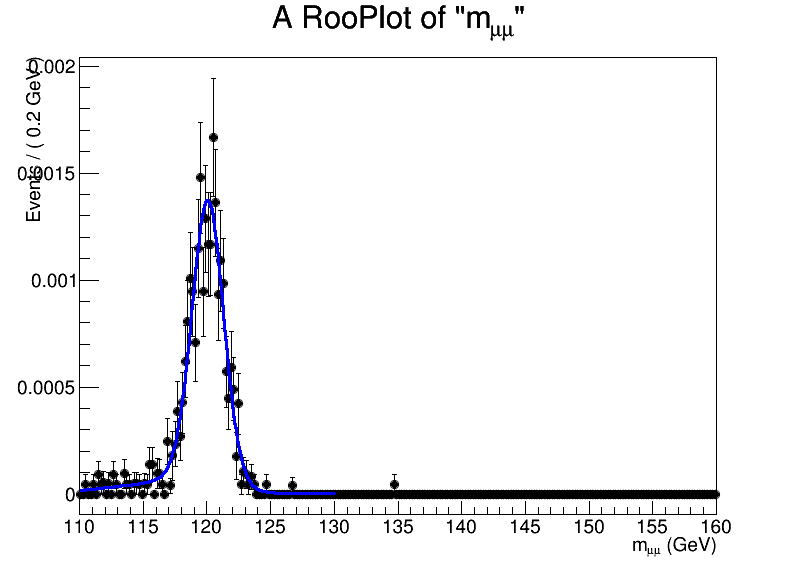 A RooPlot of "mμμ"
Events / ( 0.2 GeV )
0.002
0.0015
0.001
0.0005
0
110 115 120 125 130 135 140 145 150 155 160
mμμ (GeV)